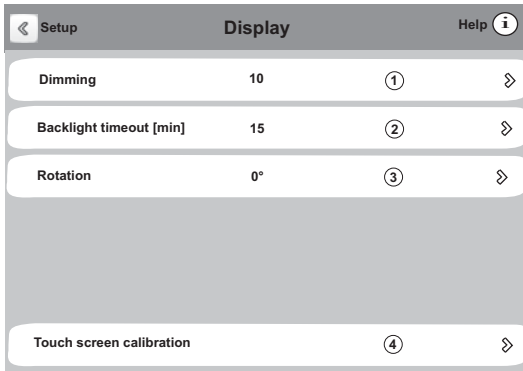 Setup Display Help i
Dimming 10 1
Backlight timeout [min] 15 2
Rotation 0° 3
Touch screen calibration 4